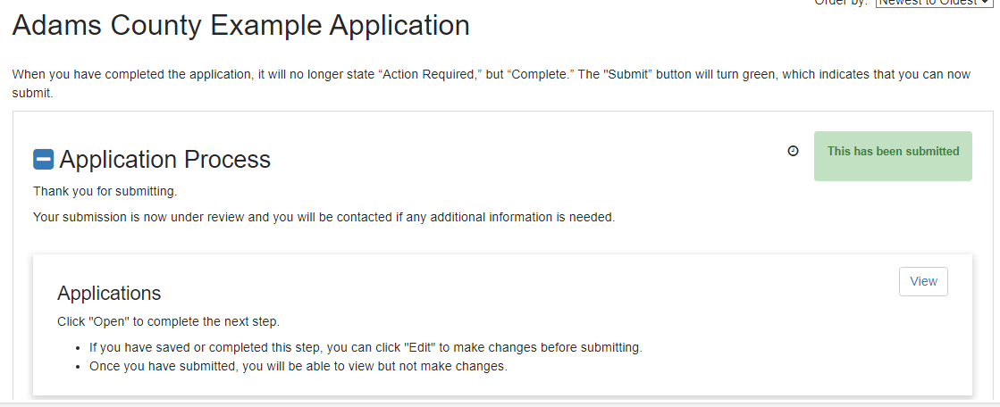 Order by: Newest to Oldest
Adams County Example Application
When you have completed the application, it will no longer state “Action Required,” but “Complete.” The "Submit” button will turn green, which indicates that you can now
submit.
Application Process
This has been submitted
Thank you for submitting.
Your submission is now under review and you will be contacted if any additional information is needed.
Applications
View
Click "Open" to complete the next step.
• If you have saved or completed this step, you can click "Edit" to make changes before submitting.
• Once you have submitted, you will be able to view but not make changes.